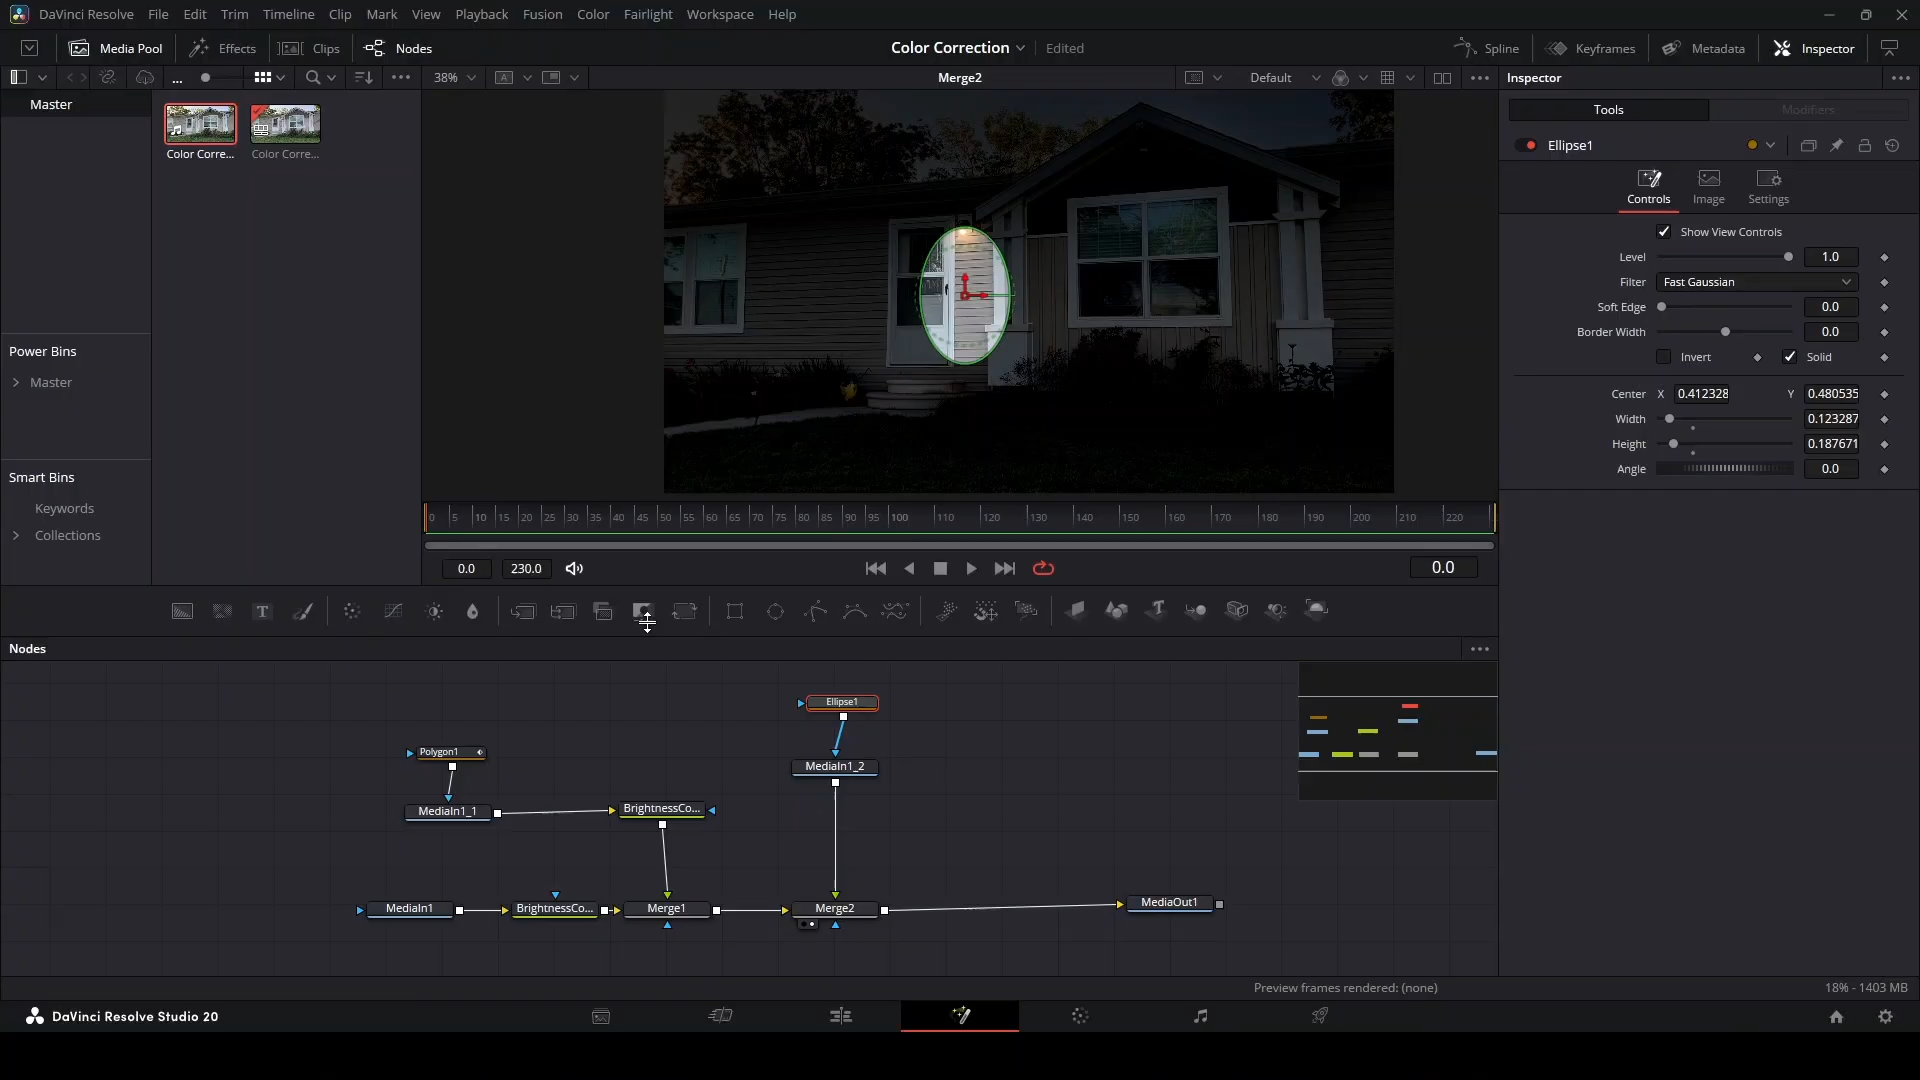 DaVinci Resolve File Edit Trim Timeline Clip Mark View Playback Fusion Color Fairlight Workspace Help
Media Pool Effects Clips Nodes Color Correction Edited Spline Keyframes Metadata Inspector
... 38% A Merge2 Default Inspector
Master
Color Corre... Color Corre...
Power Bins
Master
Smart Bins
Keywords
Collections
Tools Modifiers
Ellipse1
Controls Image Settings
Show View Controls
Level 1.0
Filter Fast Gaussian
Soft Edge 0.0
Border Width 0.0
Invert Solid
Center X 0.412328 Y 0.480535
Width 0.123287
Height 0.187671
Angle 0.0
0 5 10 15 20 25 30 35 40 45 50 55 60 65 70 75 80 85 90 95 100 110 120 130 140 150 160 170 180 190 200 210 220
0.0 230.0 0.0
T T
Nodes
Ellipse1
Polygon1
MediaIn1_2
MediaIn1_1 BrightnessCo...
MediaIn1 BrightnessCo... Merge1 Merge2 MediaOut1
Preview frames rendered: (none) 18% - 1403 MB
DaVinci Resolve Studio 20